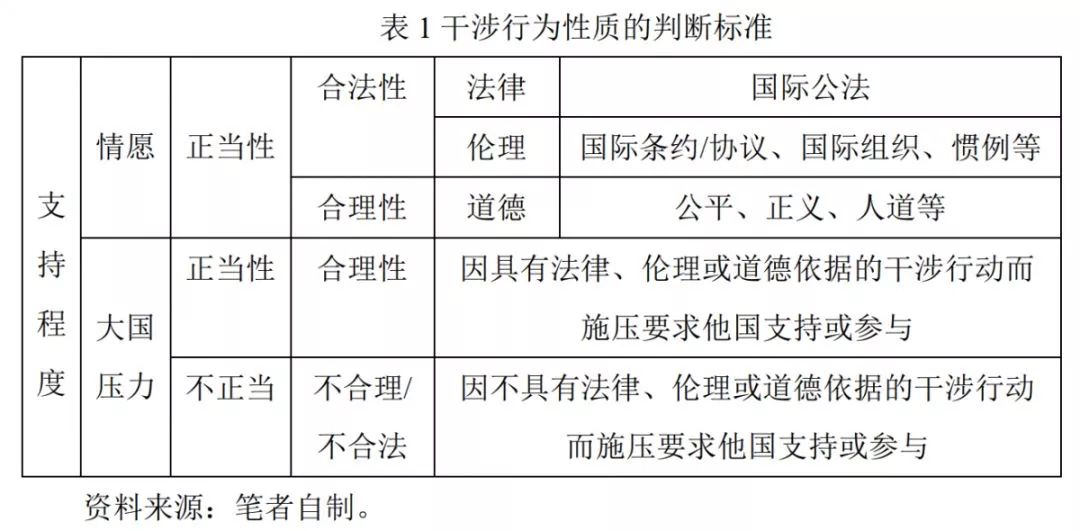 表1干涉行为性质的判断标准
支持程度
情愿
正当性
合法性
法律
国际公法
伦理
国际条约/协议、国际组织、惯例等
合理性
道德
公平、正义、人道等
大国
压力
正当性
合理性
因具有法律、伦理或道德依据的干涉行动而
施压要求他国支持或参与
不正当
不合理/
不合法
因不具有法律、伦理或道德依据的干涉行动
而施压要求他国支持或参与
资料来源：笔者自制。